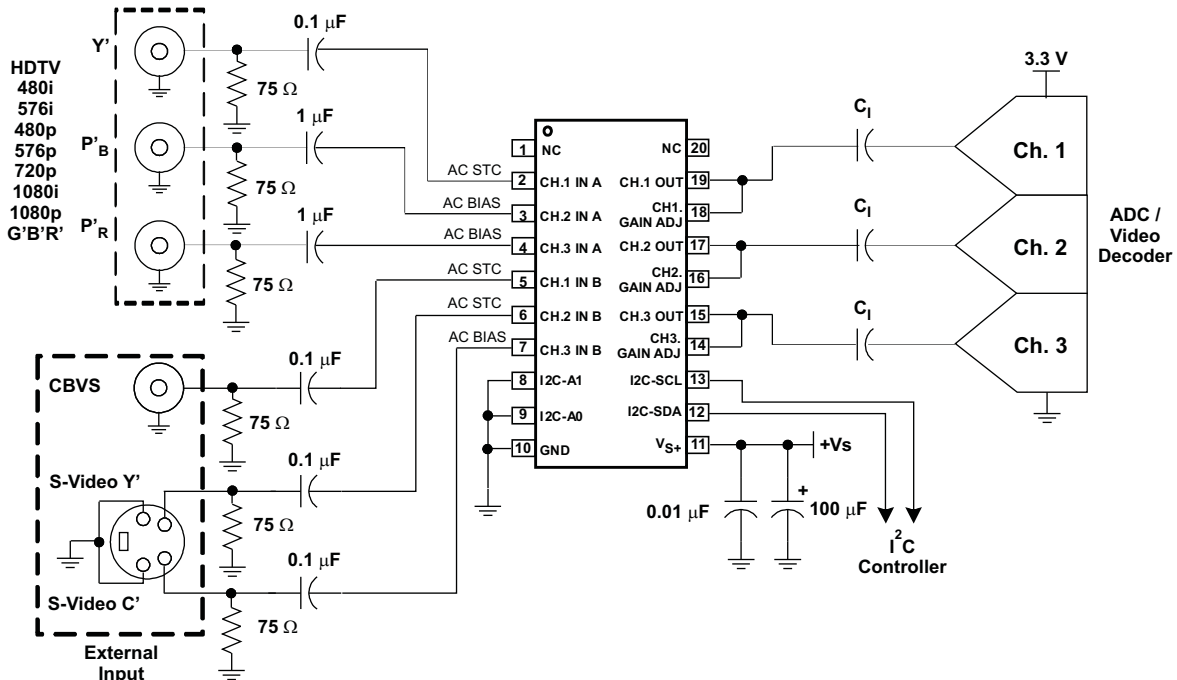 HDTV
480i
576i
480p
576p
720p
1080i
1080p
G'B'R'
Y'
P'B
P'R
0.1 μF
75 Ω
1 μF
75 Ω
1 μF
75 Ω
AC STC
AC BIAS
AC BIAS
AC STC
AC STC
AC BIAS
CBVS
S-Video Y'
S-Video C'
External
Input
0.1 μF
75 Ω
0.1 μF
75 Ω
0.1 μF
75 Ω
1 NC
2 CH.1 IN A
3 CH.2 IN A
4 CH.3 IN A
5 CH.1 IN B
6 CH.2 IN B
7 CH.3 IN B
8 I2C-A1
9 I2C-A0
10 GND
NC 20
CH.1 OUT 19
CH1.
GAIN ADJ 18
CH.2 OUT 17
CH2.
GAIN ADJ 16
CH.3 OUT 15
CH3.
GAIN ADJ 14
I2C-SCL 13
I2C-SDA 12
VS+ 11
+Vs
0.01 μF
+
100 μF
I2C
Controller
CI
CI
CI
3.3 V
Ch. 1
Ch. 2
Ch. 3
ADC /
Video
Decoder